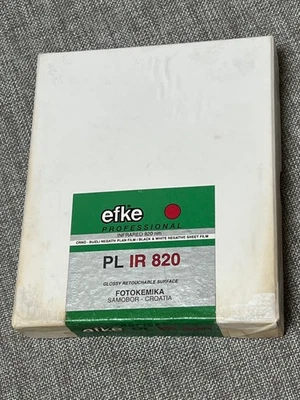 efke
PROFESSIONAL
INFRARED 820 nm
CRNO - BIJELI NEGATIV PLAN FILM / BLACK & WHITE NEGATIVE SHEET FILM
PL IR 820
GLOSSY RETOUCHABLE SURFACE
FOTOKEMIKA
SAMOBOR - CROATIA
efke